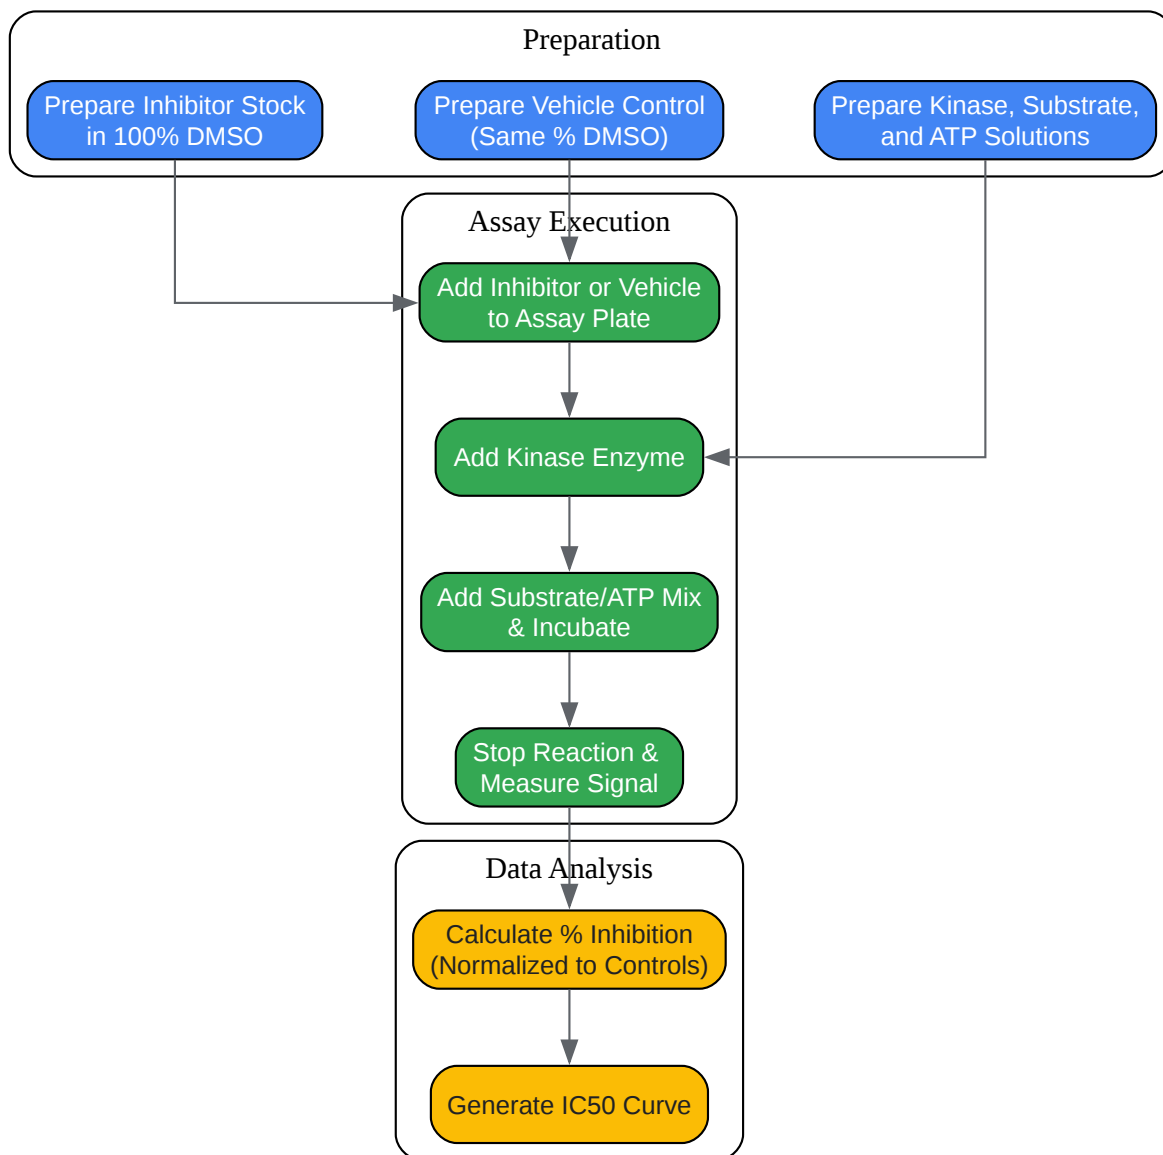 Preparation
Prepare Inhibitor Stock
in 100% DMSO
Prepare Vehicle Control
(Same % DMSO)
Prepare Kinase, Substrate,
and ATP Solutions
Assay Execution
Add Inhibitor or Vehicle
to Assay Plate
Add Kinase Enzyme
Add Substrate/ATP Mix
& Incubate
Stop Reaction &
Measure Signal
Data Analysis
Calculate % Inhibition
(Normalized to Controls)
Generate IC50 Curve